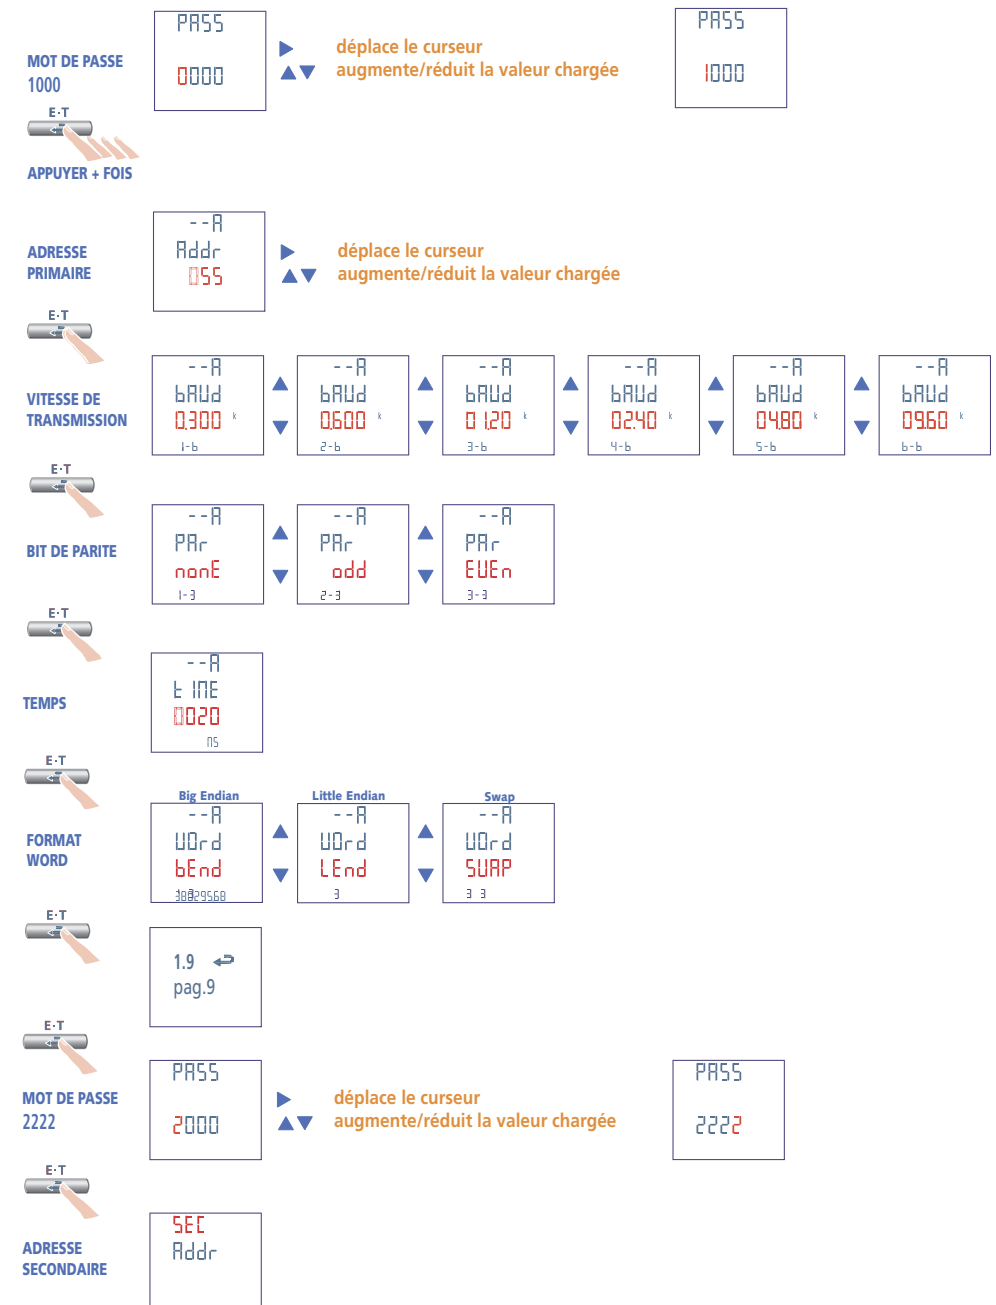 PASS
PASS
MOT DE PASSE
1000
0000
déplace le curseur
augmente/réduit la valeur chargée
1000
E·T
APPUYER + FOIS
--A
Addr
055
ADRESSE
PRIMAIRE
déplace le curseur
augmente/réduit la valeur chargée
E·T
VITESSE DE
TRANSMISSION
--A
bAUd
0.300 k
1-6
--A
bAUd
0.600 k
2-6
--A
bAUd
01.20 k
3-6
--A
bAUd
02.40 k
4-6
--A
bAUd
04.80 k
5-6
--A
bAUd
09.60 k
6-6
E·T
BIT DE PARITE
--A
PAr
nonE
1-3
--A
PAr
odd
2-3
--A
PAr
EUEn
3-3
E·T
TEMPS
--A
tIME
0020
MS
E·T
FORMAT
WORD
Big Endian
--A
UOrd
bEnd
Little Endian
--A
UOrd
LEnd
3
Swap
--A
UOrd
SUAP
3 3
E·T
1.9
pag.9
E·T
MOT DE PASSE
2222
PASS
2000
déplace le curseur
augmente/réduit la valeur chargée
PASS
2222
E·T
ADRESSE
SECONDAIRE
SEC
Addr